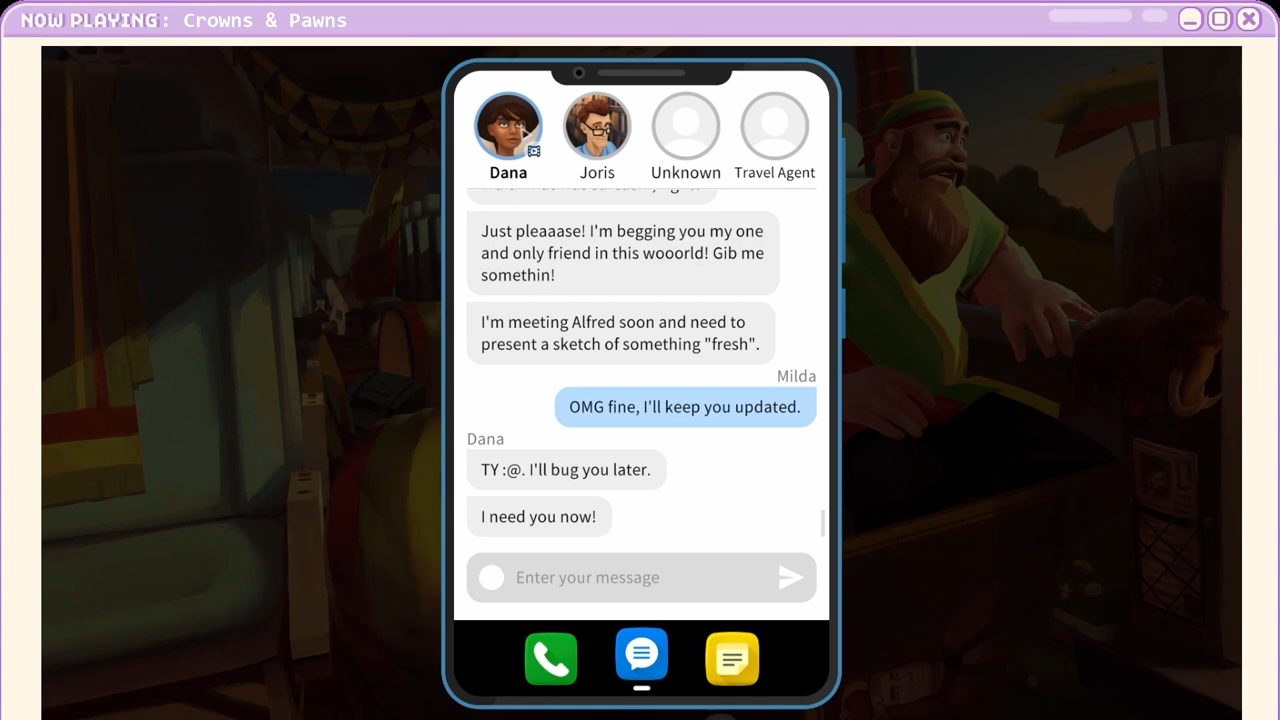 NOW PLAYING: Crowns & Pawns
Dana
Joris
Unknown
Travel Agent
Just pleaaase! I'm begging you my one
and only friend in this wooorld! Gib me
somethin!
I'm meeting Alfred soon and need to
present a sketch of something "fresh".
Milda
OMG fine, I'll keep you updated.
Dana
TY :@. I'll bug you later.
I need you now!
Enter your message